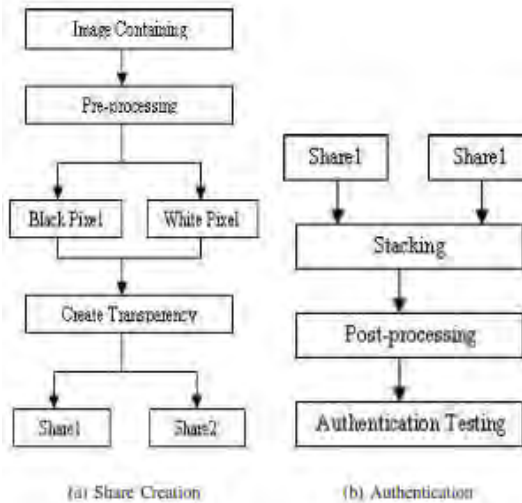 Image Containing
Pre-processing
Black Pixel
White Pixel
Create Transparency
Share1
Share2
(a) Share Creation
Share1
Share1
Stacking
Post-processing
Authentication Testing
(b) Authentication